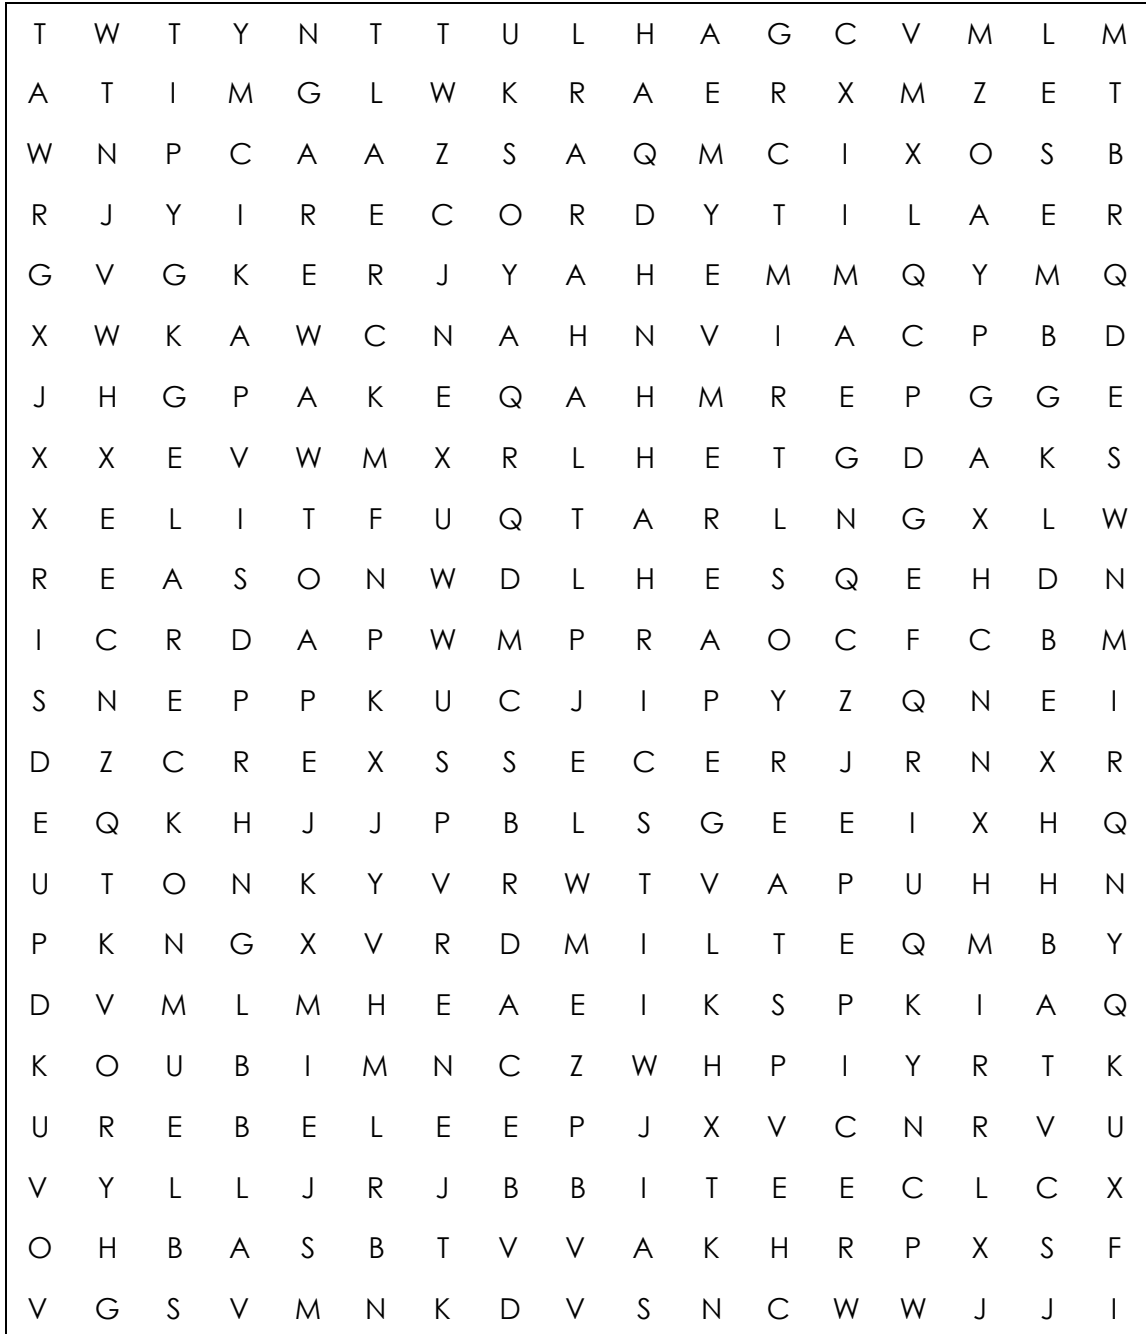 T W T Y N T T U L H A G C V M L M
A T I M G L W K R A E R X M Z E T
W N P C A A Z S A Q M C I X O S B
R J Y I R E C O R D Y T I L A E R
G V G K E R J Y A H E M M Q Y M Q
X W K A W C N A H N V I A C P B D
J H G P A K E Q A H M R E P G G E
X X E V W M X R L H E T G D A K S
X E L I T F U Q T A R L N G X L W
R E A S O N W D L H E S Q E H D N
I C R D A P W M P R A O C F C B M
S N E P P K U C J I P Y Z Q N E I
D Z C R E X S S E C E R J R N X R
E Q K H J J P B L S G E E I X H Q
U T O N K Y V R W T V A P U H H N
P K N G X V R D M I L T E Q M B Y
D V M L M H E A E I K S P K I A Q
K O U B I M N C Z W H P I Y R T K
U R E B E L E E P J X V C N R V U
V Y L L J R J B B I T E E C L C X
O H B A S B T V V A K H R P X S F
V G S V M N K D V S N C W W J J I